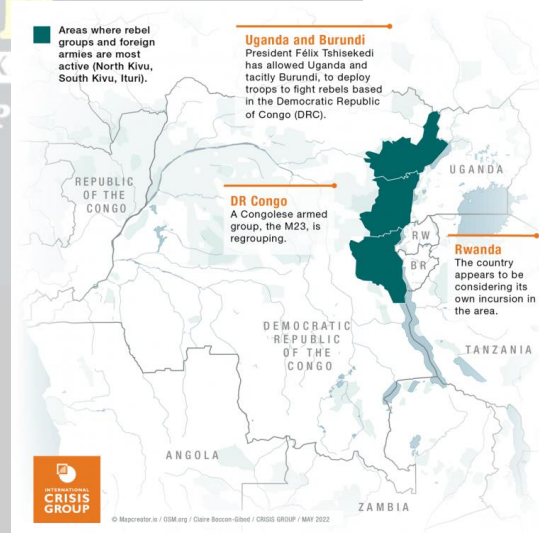 Areas where rebel
groups and foreign
armies are most
active (North Kivu,
South Kivu, Ituri).
Uganda and Burundi
President Félix Tshisekedi
has allowed Uganda and
tacitly Burundi, to deploy
troops to fight rebels based
in the Democratic Republic
of Congo (DRC).
REPUBLIC
OF THE
CONGO
UGANDA
DR Congo
A Congolese armed
group, the M23, is
regrouping.
RW
BR
Rwanda
The country
appears to be
considering its
own incursion in
the area.
DEMOCRATIC
REPUBLIC
OF THE
CONGO
TANZANIA
ANGOLA
ZAMBIA
INTERNATIONAL
CRISIS
GROUP
© Mapcreator.io / OSM.org / Claire Boccon-Gibod / CRISIS GROUP / MAY 2022